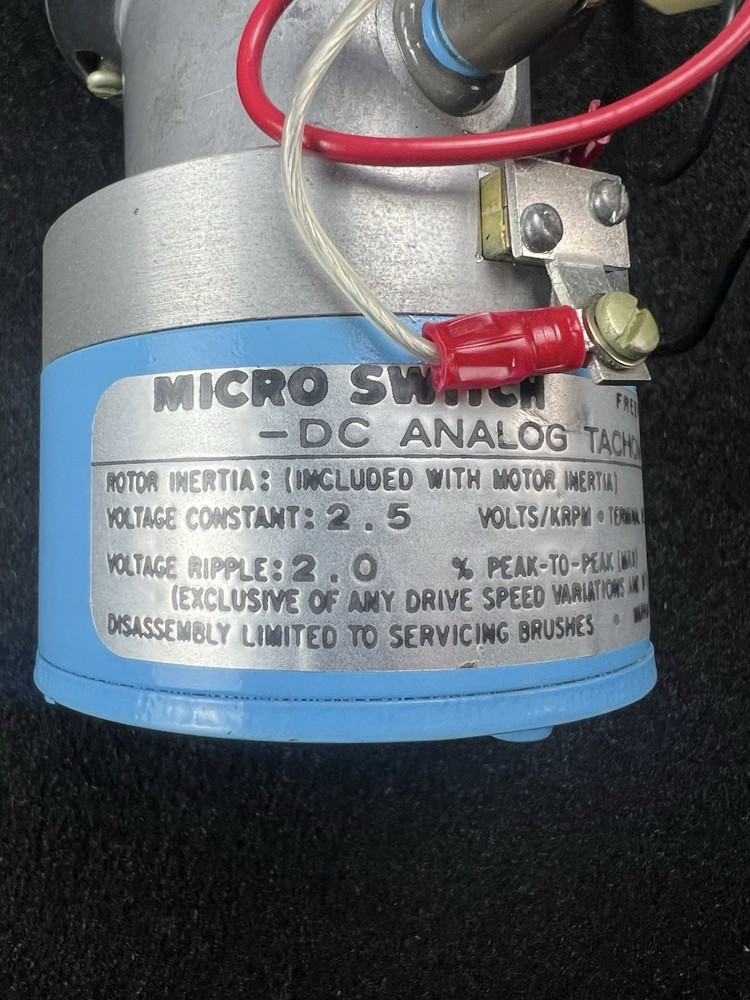 MICRO SWITCH
— DC ANALOG
ROTOR INERTIA: (INCLUDED WITH MOTOR INERTIA)
VOLTAGE CONSTANT: 2.5 VOLTS/KRPM •
VOLTAGE RIPPLE: 2.0 % PEAK-TO-PEAK (MAX)
(EXCLUSIVE OF ANY DRIVE SPEED VARIATIONS
DISASSEMBLY LIMITED TO SERVICING BRUSHES •